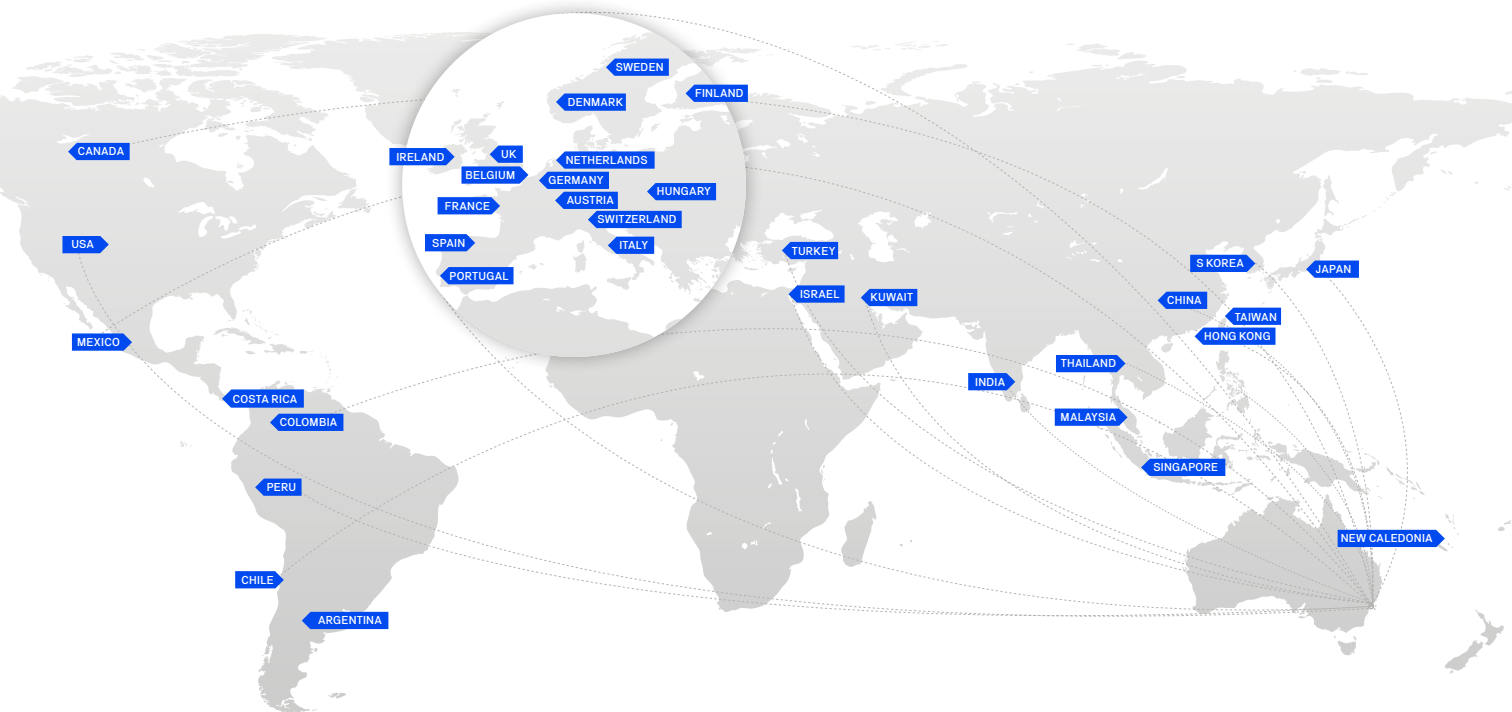 SWEDEN
FINLAND
DENMARK
CANADA
IRELAND
UK
NETHERLANDS
BELGIUM
GERMANY
HUNGARY
AUSTRIA
FRANCE
SWITZERLAND
USA
SPAIN
ITALY
TURKEY
PORTUGAL
S KOREA
JAPAN
ISRAEL
KUWAIT
CHINA
TAIWAN
HONG KONG
MEXICO
THAILAND
INDIA
COSTA RICA
COLOMBIA
MALAYSIA
SINGAPORE
PERU
NEW CALEDONIA
CHILE
ARGENTINA